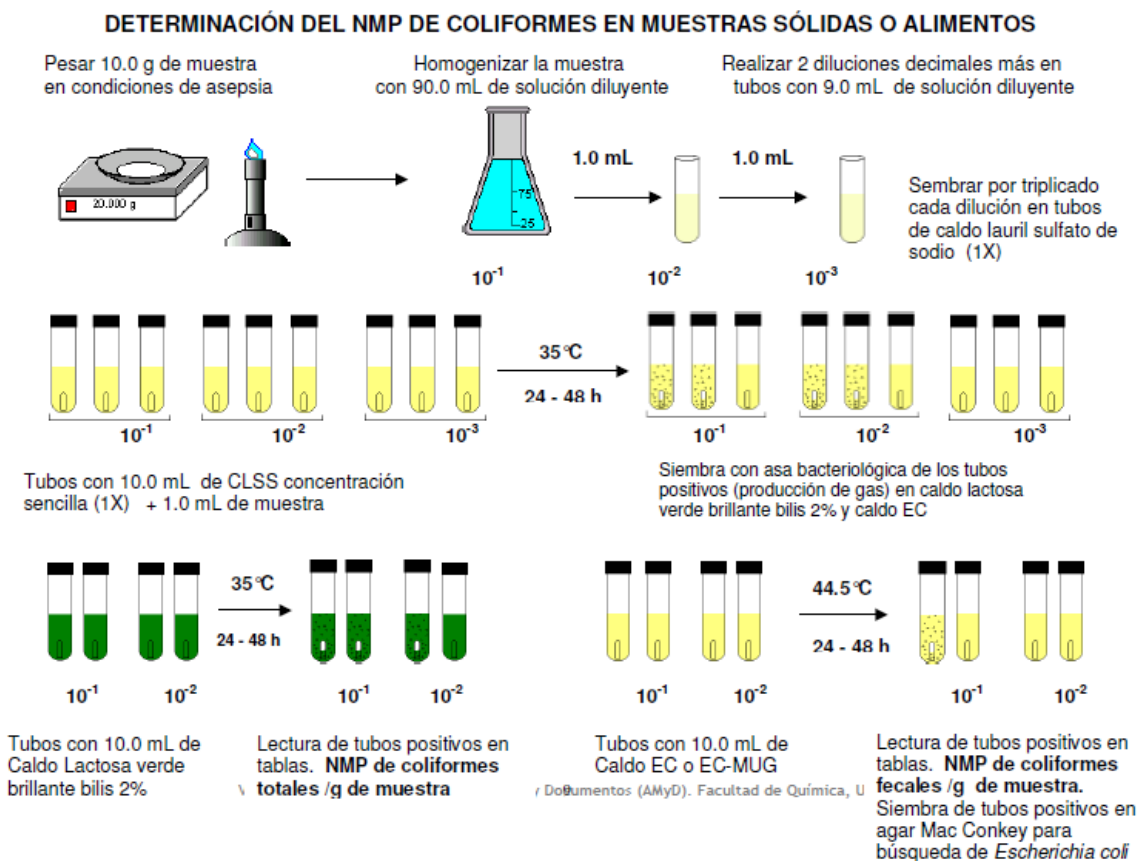 DETERMINACIÓN DEL NMP DE COLIFORMES EN MUESTRAS SÓLIDAS O ALIMENTOS
Pesar 10.0 g de muestra
en condiciones de asepsia
Homogenizar la muestra
con 90.0 mL de solución diluyente
Realizar 2 diluciones decimales más en
tubos con 9.0 mL de solución diluyente
20.000 g
75
25
1.0 mL
1.0 mL
Sembrar por triplicado
cada dilución en tubos
de caldo lauril sulfato de
sodio (1X)
10⁻¹
10⁻²
10⁻³
35°C
24 - 48 h
10⁻¹
10⁻²
10⁻³
10⁻¹
10⁻²
10⁻³
Tubos con 10.0 mL de CLSS concentración
sencilla (1X) + 1.0 mL de muestra
Siembra con asa bacteriológica de los tubos
positivos (producción de gas) en caldo lactosa
verde brillante bilis 2% y caldo EC
35°C
24 - 48 h
44.5°C
24 - 48 h
10⁻¹
10⁻²
10⁻¹
10⁻²
10⁻¹
10⁻²
10⁻¹
10⁻²
Tubos con 10.0 mL de
Caldo Lactosa verde
brillante bilis 2%
Lectura de tubos positivos en
tablas. NMP de coliformes
totales /g de muestra
Tubos con 10.0 mL de
Caldo EC o EC-MUG
(AMyD). Facultad de Química, U
Lectura de tubos positivos en
tablas. NMP de coliformes
fecales /g de muestra.
Siembra de tubos positivos en
agar Mac Conkey para
búsqueda de Escherichia coli